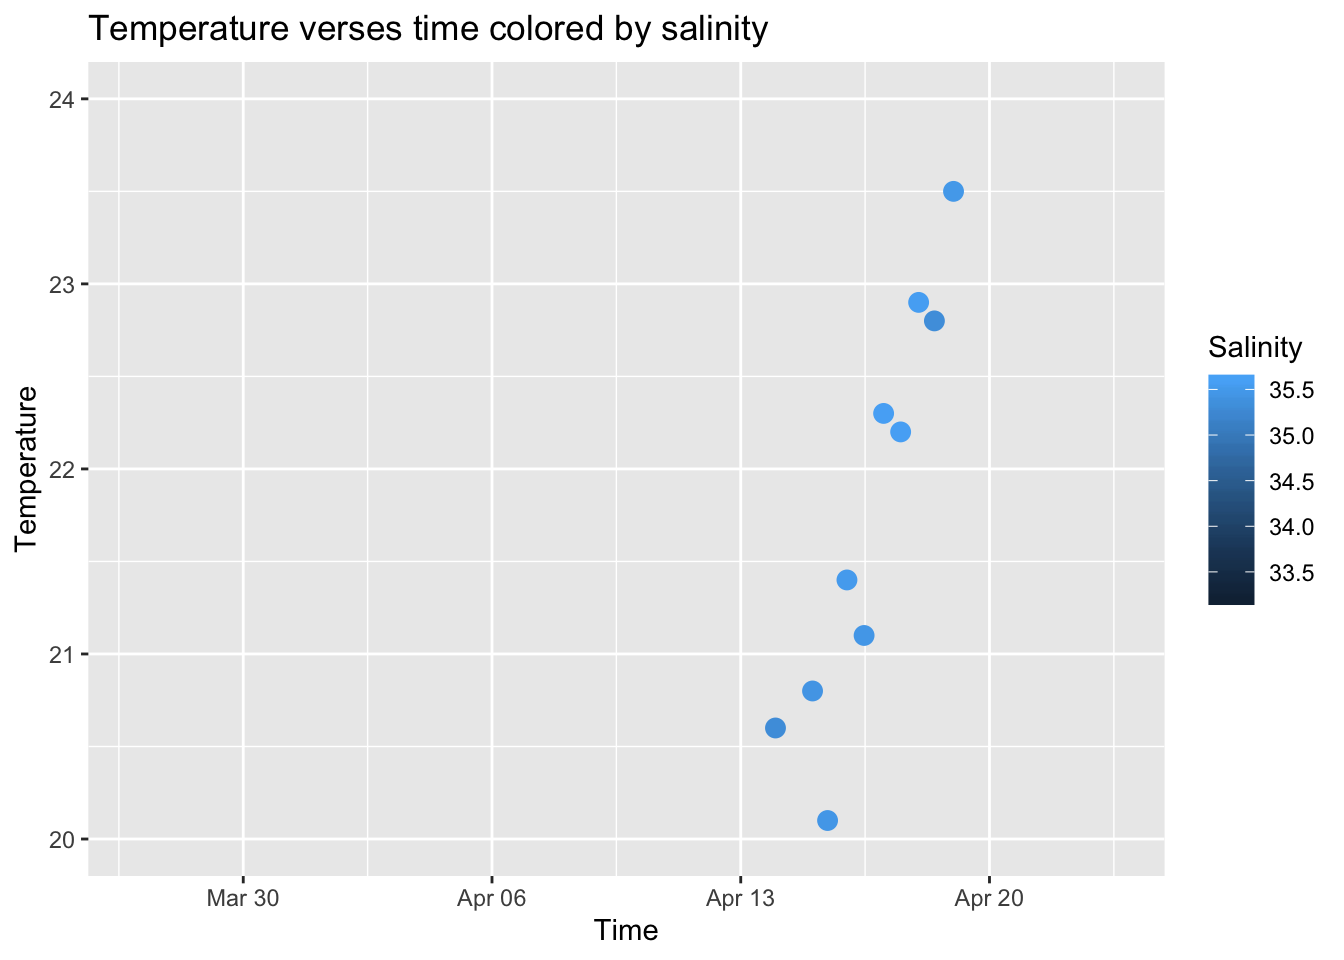 Temperature verses time colored by salinity
24
23
22
21
20
Temperature
Mar 30
Apr 06
Apr 13
Apr 20
Time
Salinity
35.5
35.0
34.5
34.0
33.5